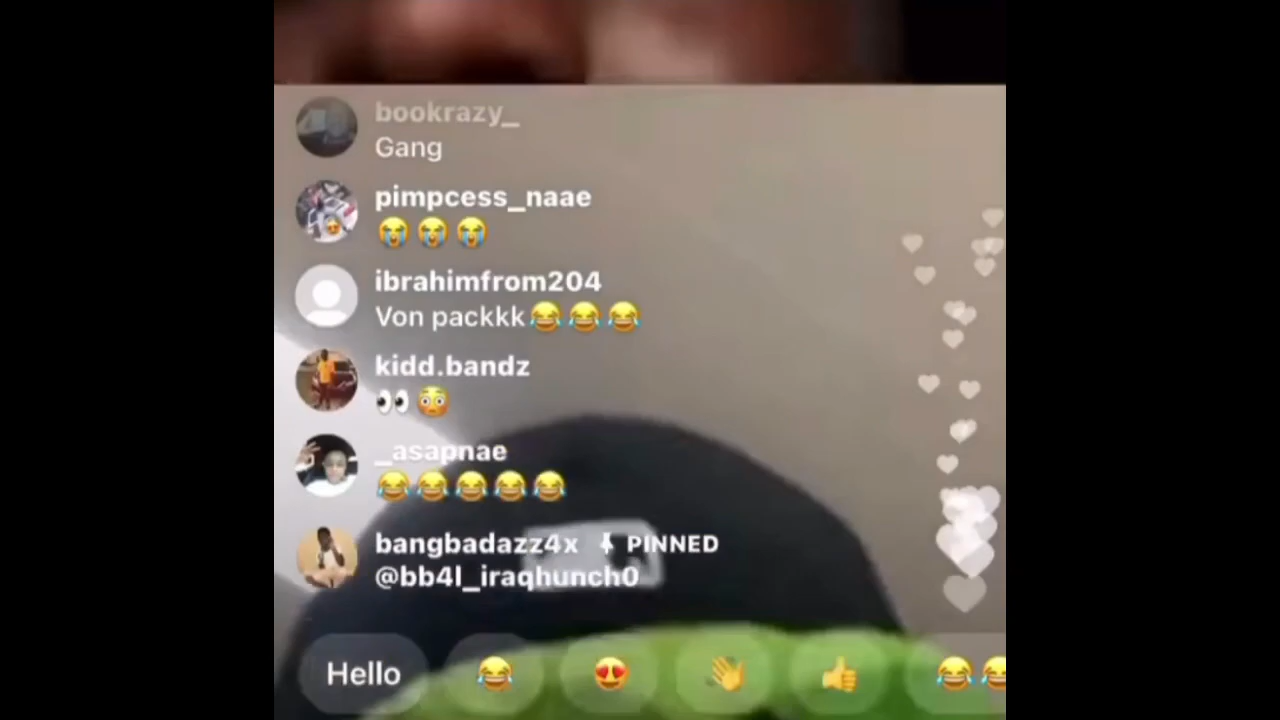 bookrazy_
Gang
pimpcess_naae
😭😭😭
ibrahimfrom204
Von packkk😂😂😂
kidd.bandz
👀😳
_asapnae
😂😂😂😂😂
bangbadazz4x PINNED
@bb4l_iraqhunch0
Hello 😂 😍 👋 👍 😂😂